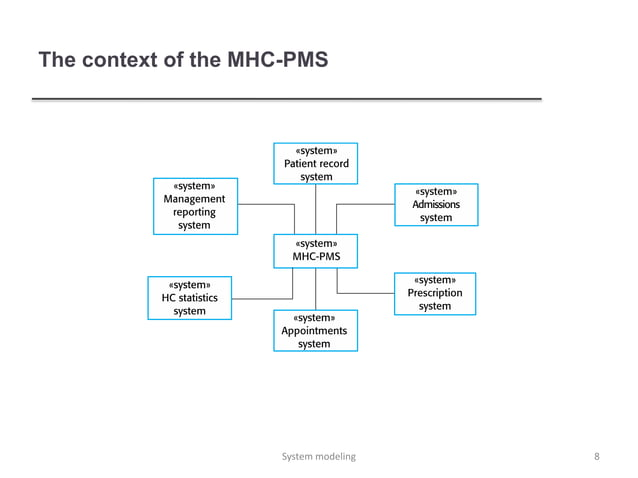 The context of the MHC-PMS
«system»
Patient record
system
«system»
Management
reporting
system
«system»
Admissions
system
«system»
MHC-PMS
«system»
HC statistics
system
«system»
Prescription
system
«system»
Appointments
system
System modeling
8